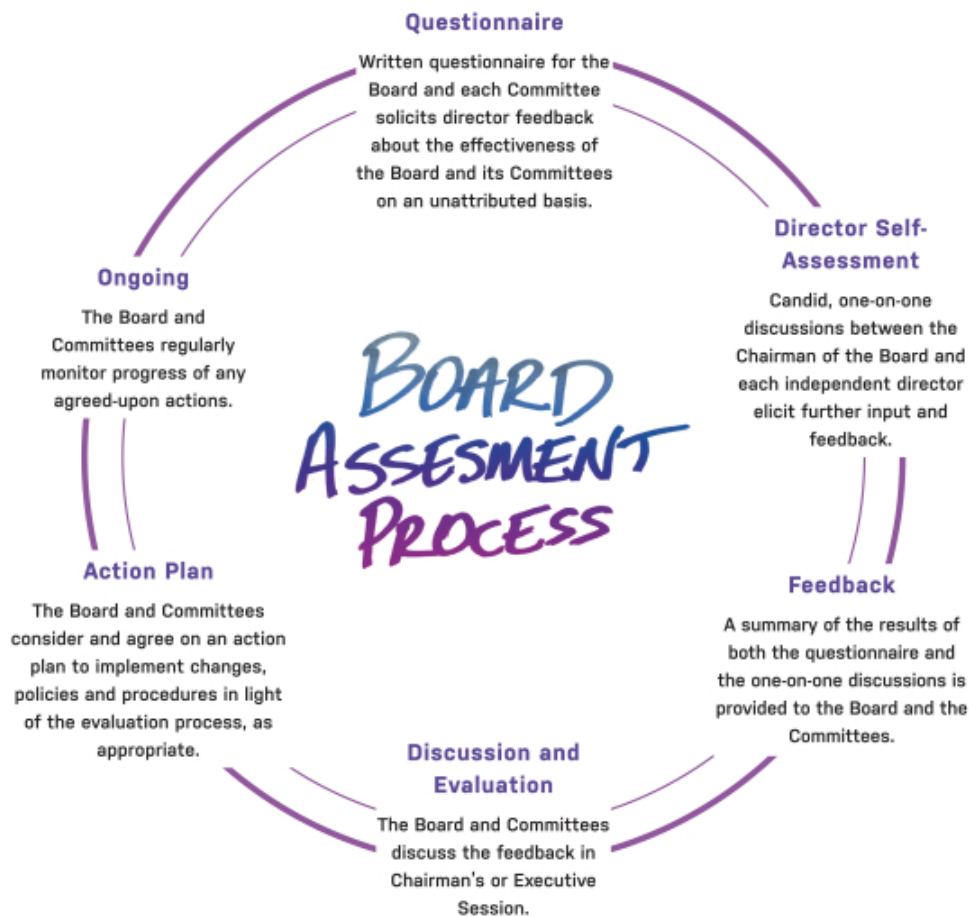 Questionnaire
Written questionnaire for the
Board and each Committee
solicits director feedback
about the effectiveness of
the Board and its Committees
on an unattributed basis.
Director Self-
Assessment
Candid, one-on-one
discussions between the
Chairman of the Board and
each independent director
elicit further input and
feedback.
Feedback
A summary of the results of
both the questionnaire and
the one-on-one discussions is
provided to the Board and the
Committees.
Discussion and
Evaluation
The Board and Committees
discuss the feedback in
Chairman's or Executive
Session.
Action Plan
The Board and Committees
consider and agree on an action
plan to implement changes,
policies and procedures in light
of the evaluation process, as
appropriate.
Ongoing
The Board and
Committees regularly
monitor progress of any
agreed-upon actions.
BOARD
ASSESMENT
PROCESS